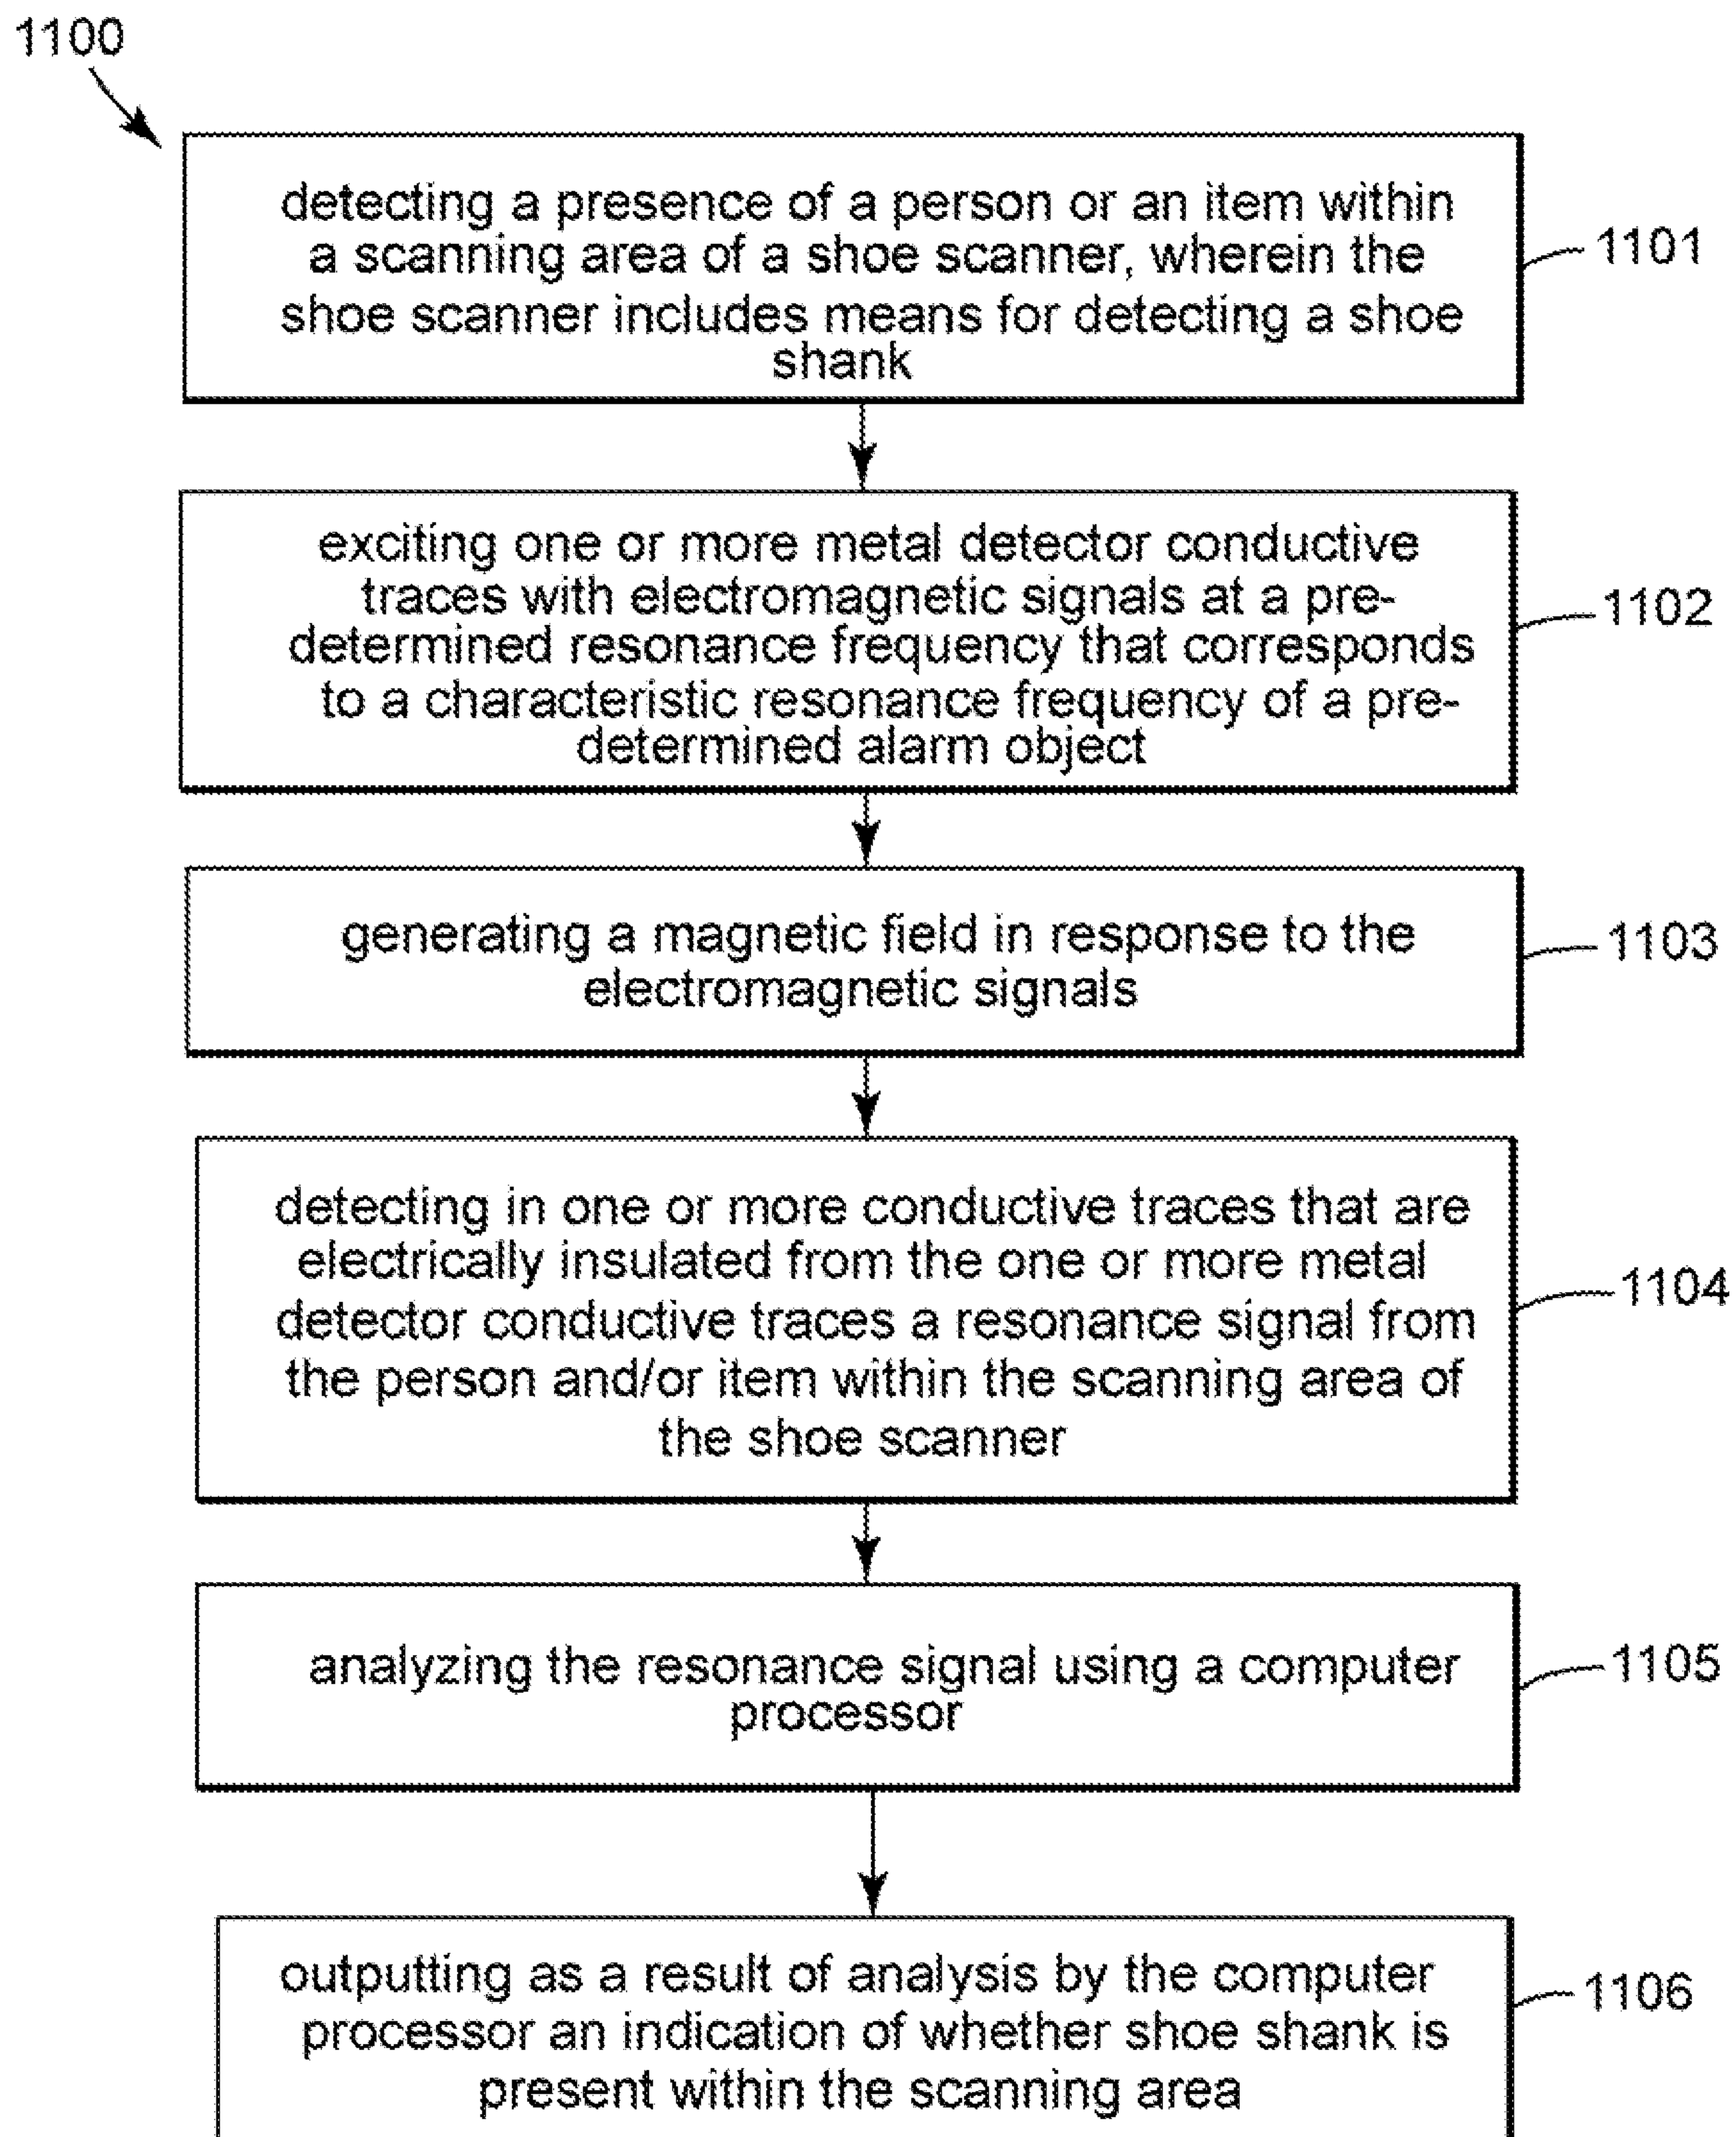 1100
detecting a presence of a person or an item within
a scanning area of a shoe scanner, wherein the
shoe scanner includes means for detecting a shoe
shank
1101
exciting one or more metal detector conductive
traces with electromagnetic signals at a pre-
determined resonance frequency that corresponds
to a characteristic resonance frequency of a pre-
determined alarm object
1102
generating a magnetic field in response to the
electromagnetic signals
1103
detecting in one or more conductive traces that are
electrically insulated from the one or more metal
detector conductive traces a resonance signal from
the person and/or item within the scanning area of
the shoe scanner
1104
analyzing the resonance signal using a computer
processor
1105
outputting as a result of analysis by the computer
processor an indication of whether shoe shank is
present within the scanning area
1106